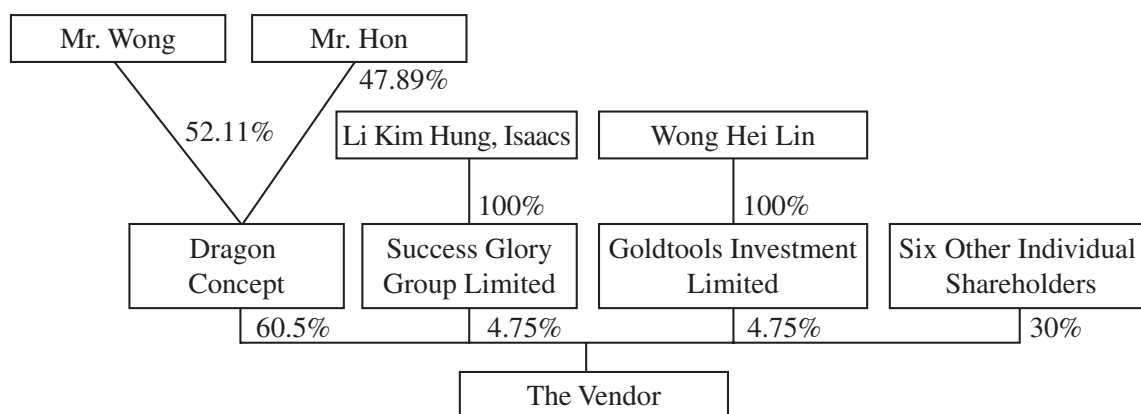 Mr. Wong
Mr. Hon
47.89%
52.11%
Li Kim Hung, Isaacs
Wong Hei Lin
100%
100%
Dragon
Concept
Success Glory
Group Limited
Goldtools Investment
Limited
Six Other Individual
Shareholders
60.5%
4.75%
4.75%
30%
The Vendor